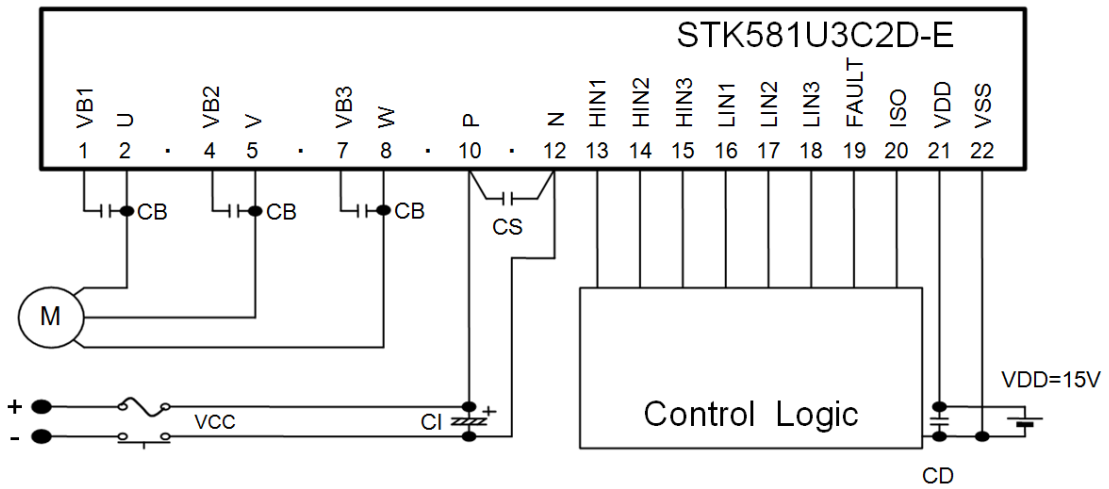 STK581U3C2D-E
VB1 U VB2 V VB3 W P N HIN1 HIN2 HIN3 LIN1 LIN2 LIN3 FAULT ISO VDD VSS
1 2 · 4 5 · 7 8 · 10 · 12 13 14 15 16 17 18 19 20 21 22
CB CB CB CS
M
VDD=15V
+ VCC CI + Control Logic
-
CD